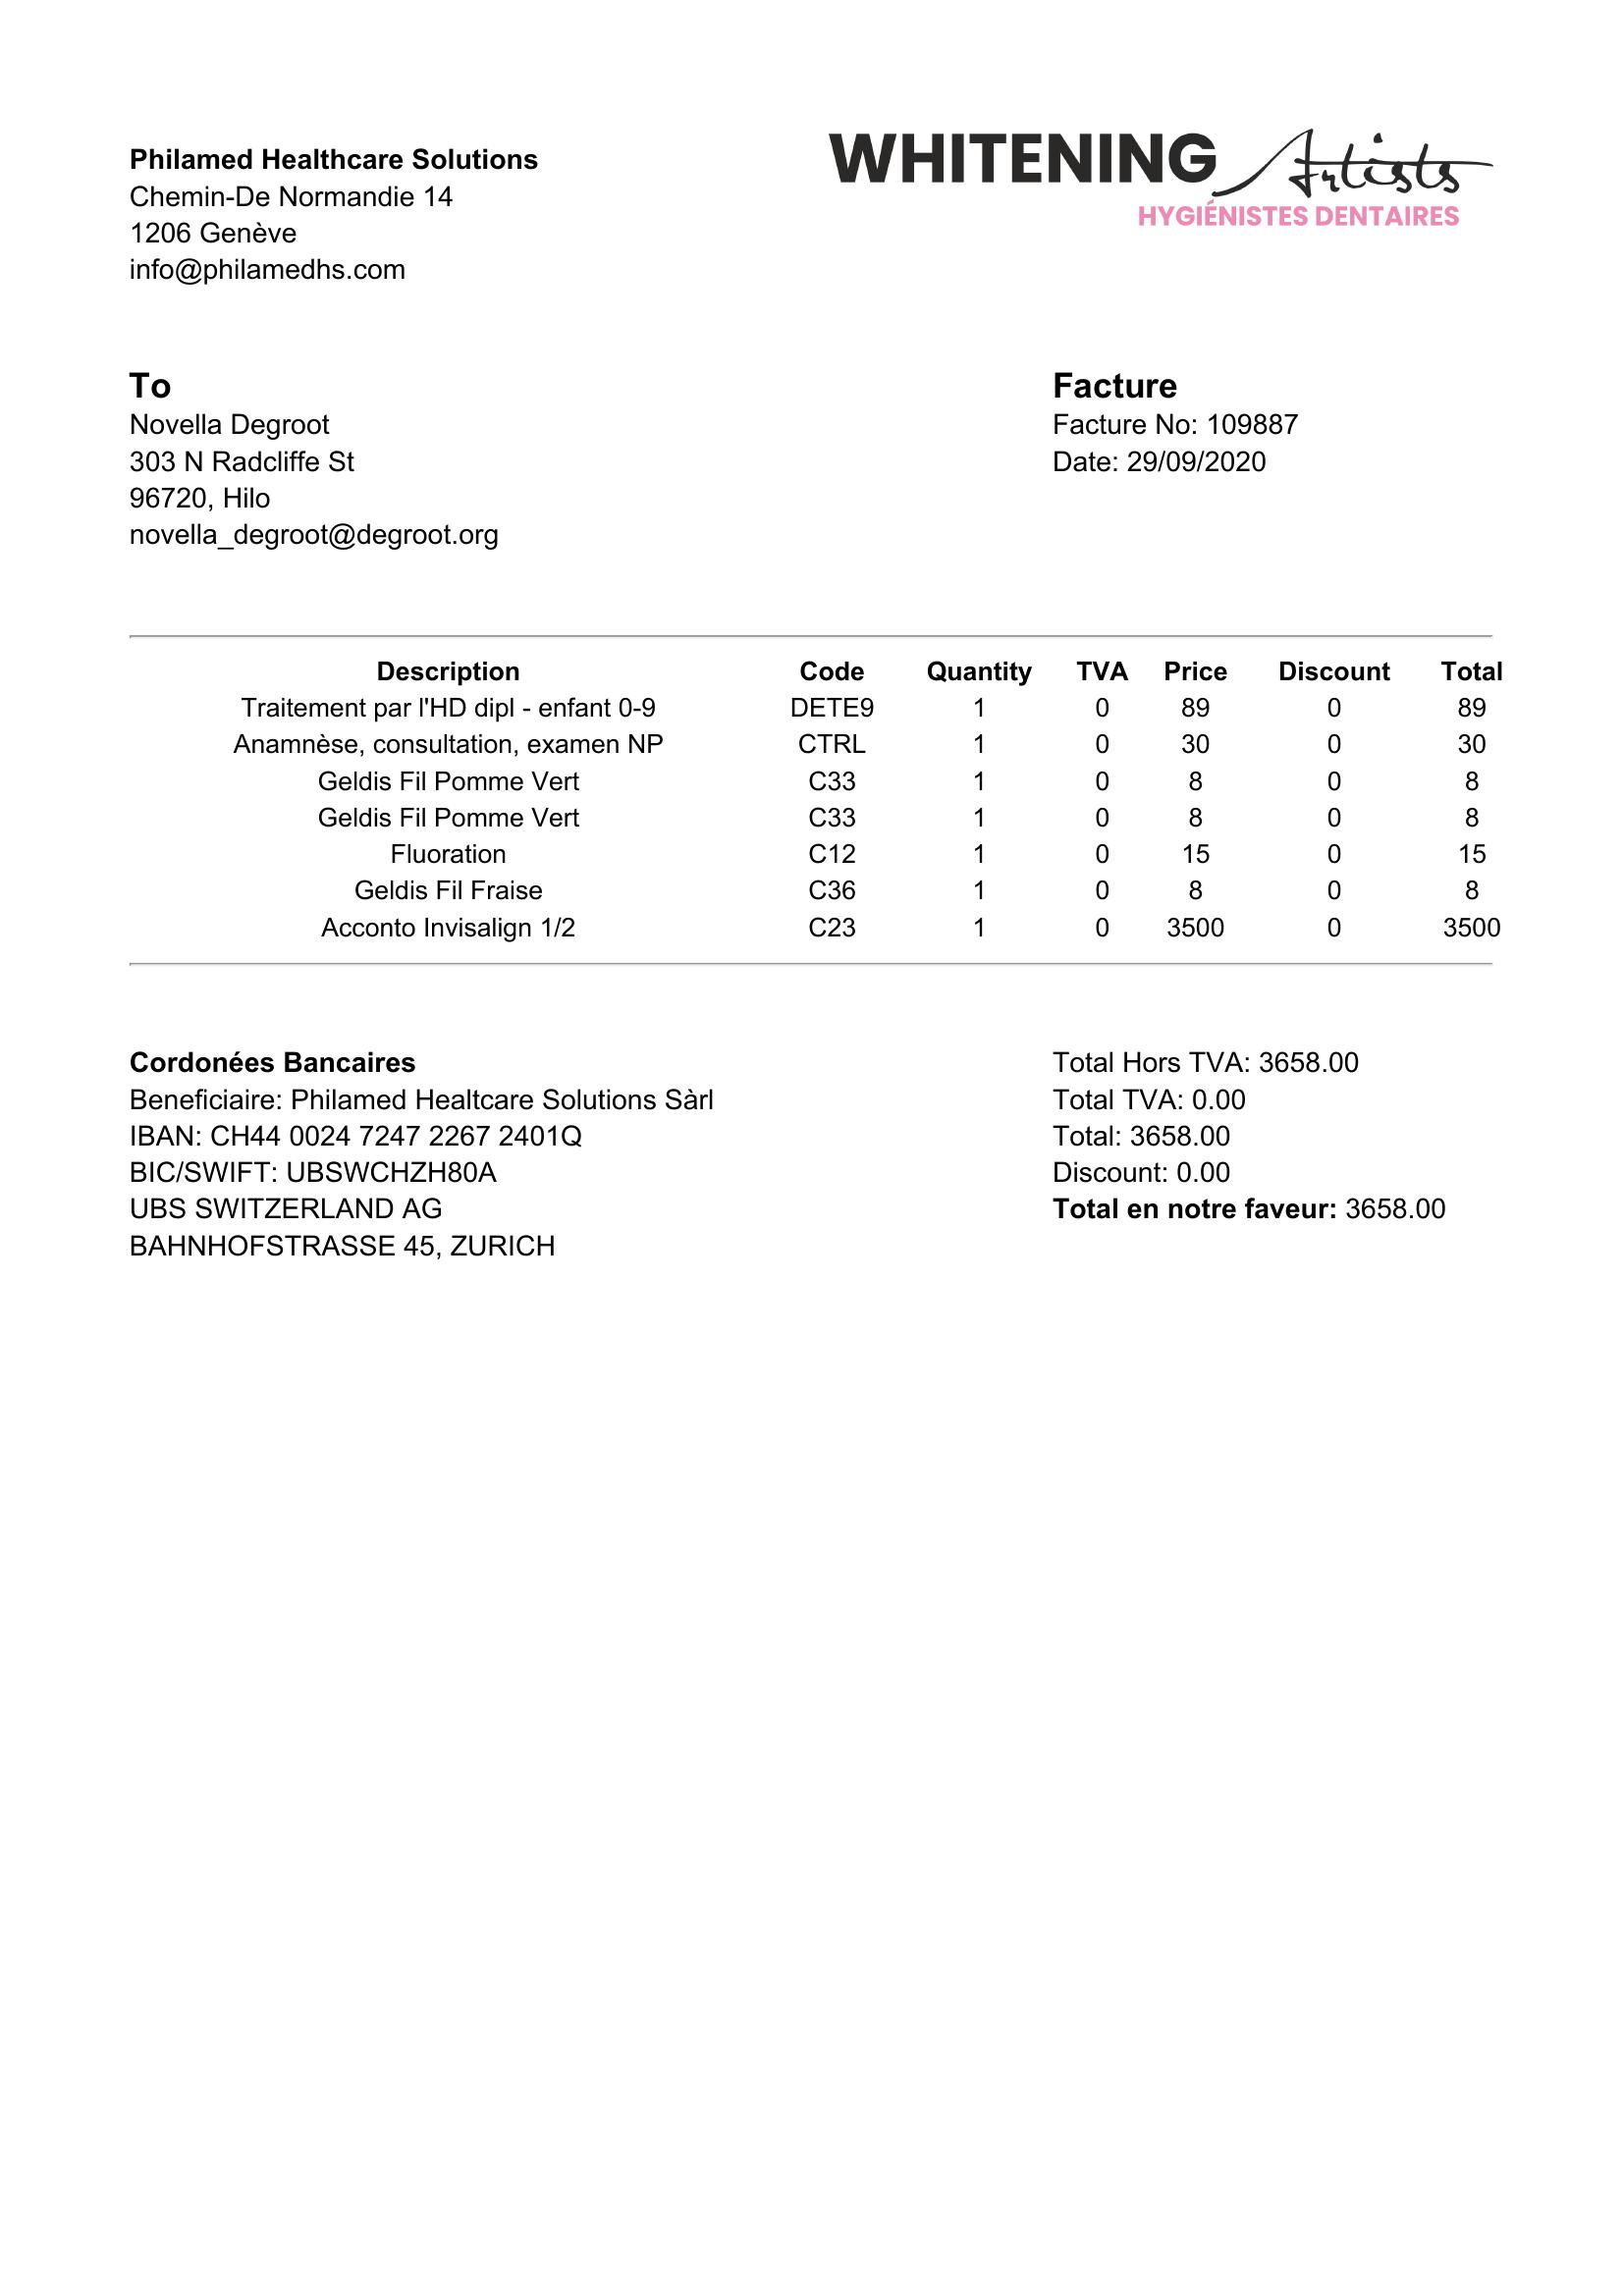 Philamed Healthcare Solutions
Chemin-De Normandie 14
1206 Genève
info@philamedhs.com
WHITENING Artists
HYGIÉNISTES DENTAIRES
To
Novella Degroot
303 N Radcliffe St
96720, Hilo
novella_degroot@degroot.org
Facture
Facture No: 109887
Date: 29/09/2020
Description Code Quantity TVA Price Discount Total
Traitement par l'HD dipl - enfant 0-9 DETE9 1 0 89 0 89
Anamnèse, consultation, examen NP CTRL 1 0 30 0 30
Geldis Fil Pomme Vert C33 1 0 8 0 8
Geldis Fil Pomme Vert C33 1 0 8 0 8
Fluoration C12 1 0 15 0 15
Geldis Fil Fraise C36 1 0 8 0 8
Acconto Invisalign 1/2 C23 1 0 3500 0 3500
Cordonées Bancaires
Beneficiaire: Philamed Healtcare Solutions Sàrl
IBAN: CH44 0024 7247 2267 2401Q
BIC/SWIFT: UBSWCHZH80A
UBS SWITZERLAND AG
BAHNHOFSTRASSE 45, ZURICH
Total Hors TVA: 3658.00
Total TVA: 0.00
Total: 3658.00
Discount: 0.00
Total en notre faveur: 3658.00